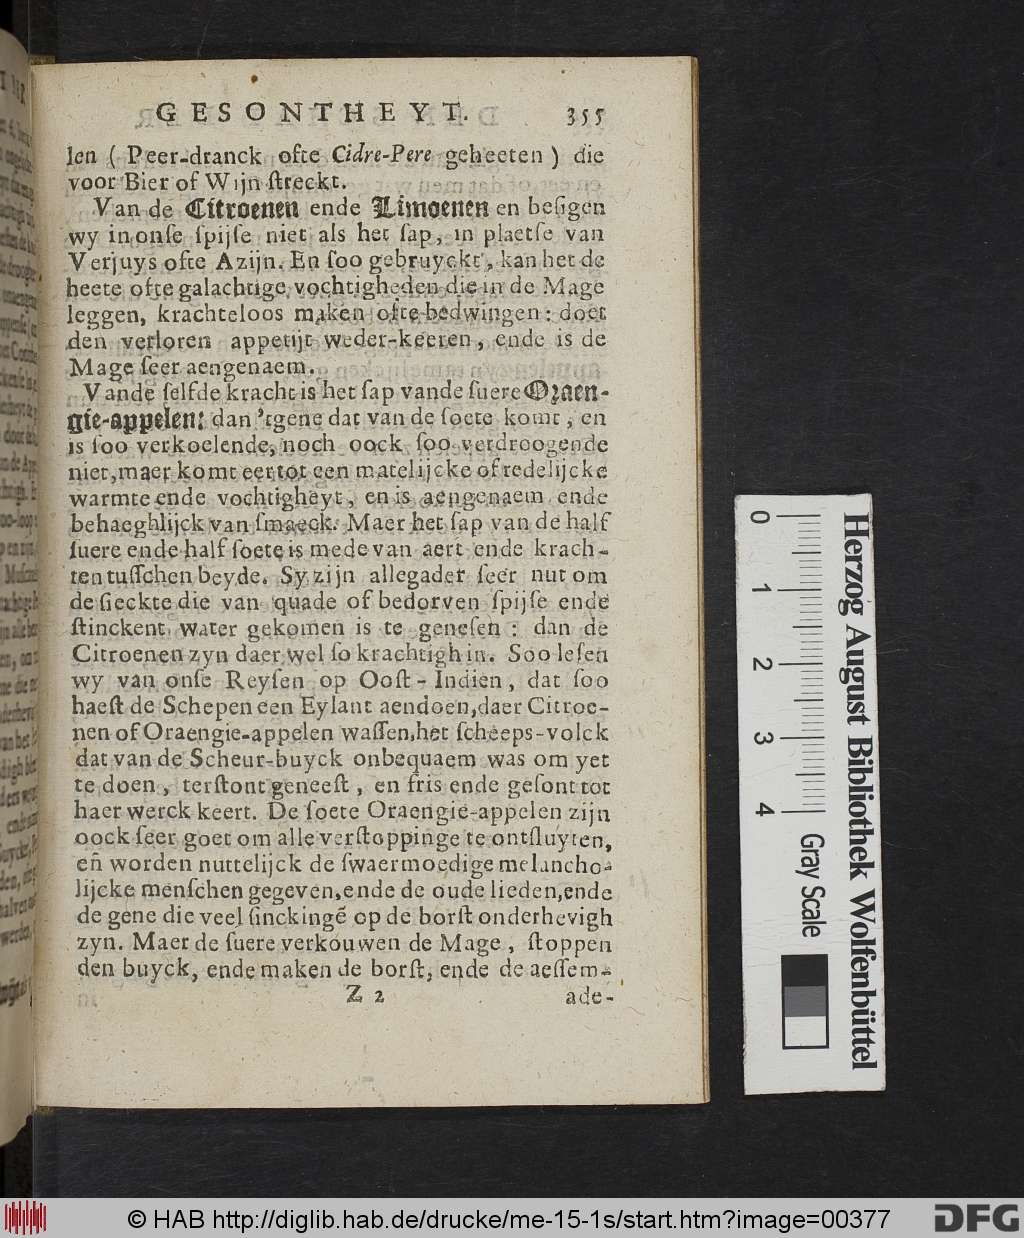 GESONTHEYT. 355
len ( Peer-dranck ofte Cidre-Pere geheeten ) die
voor Bier of Wijn ſtreckt.
Van de Citroenen ende Limoenen en beſigen
wy in onſe ſpijſe niet als het ſap, in plaetſe van
Verjuys ofte Azijn. En ſoo gebruyckt, kan het de
heete ofte galachtige vochtigheden die in de Mage
leggen, krachteloos maken ofte bedwingen: doet
den verloren appetijt weder-keeren, ende is de
Mage ſeer aengenaem.
Vande ſelfde kracht is het ſap vande ſuere Oraen-
gie-appelen: dan 'tgene dat van de ſoete komt, en
is ſoo verkoelende, noch oock ſoo verdroogende
niet, maer komt eer tot een matelijcke of redelijcke
warmte ende vochtigheyt, en is aengenaem ende
behaeghlijck van ſmaeck. Maer het ſap van de half
ſuere ende half ſoete is mede van aert ende krach-
ten tuſſchen beyde. Sy zijn allegader ſeer nut om
de ſieckte die van quade of bedorven ſpijſe ende
ſtinckent water gekomen is te geneſen: dan de
Citroenen zyn daer wel ſo krachtigh in. Soo leſen
wy van onſe Reyſen op Ooſt-Indien, dat ſoo
haeſt de Schepen een Eylant aendoen, daer Citroe-
nen of Oraengie-appelen waſſen, het ſcheeps-volck
dat van de Scheur-buyck onbequaem was om yet
te doen, terſtont geneeſt, en fris ende geſont tot
haer werck keert. De ſoete Oraengie-appelen zijn
oock ſeer goet om alle verſtoppinge te ontſluyten,
eñ worden nuttelijck de ſwaermoedige melancho-
lijcke menſchen gegeven, ende de oude lieden, ende
de gene die veel ſinckingẽ op de borſt onderhevigh
zyn. Maer de ſuere verkouwen de Mage, ſtoppen
den buyck, ende maken de borſt, ende de aeſſem-
Z 2 ade-
0 1 2 3 4
Gray Scale
Herzog August Bibliothek Wolfenbüttel
© HAB http://diglib.hab.de/drucke/me-15-1s/start.htm?image=00377
DFG